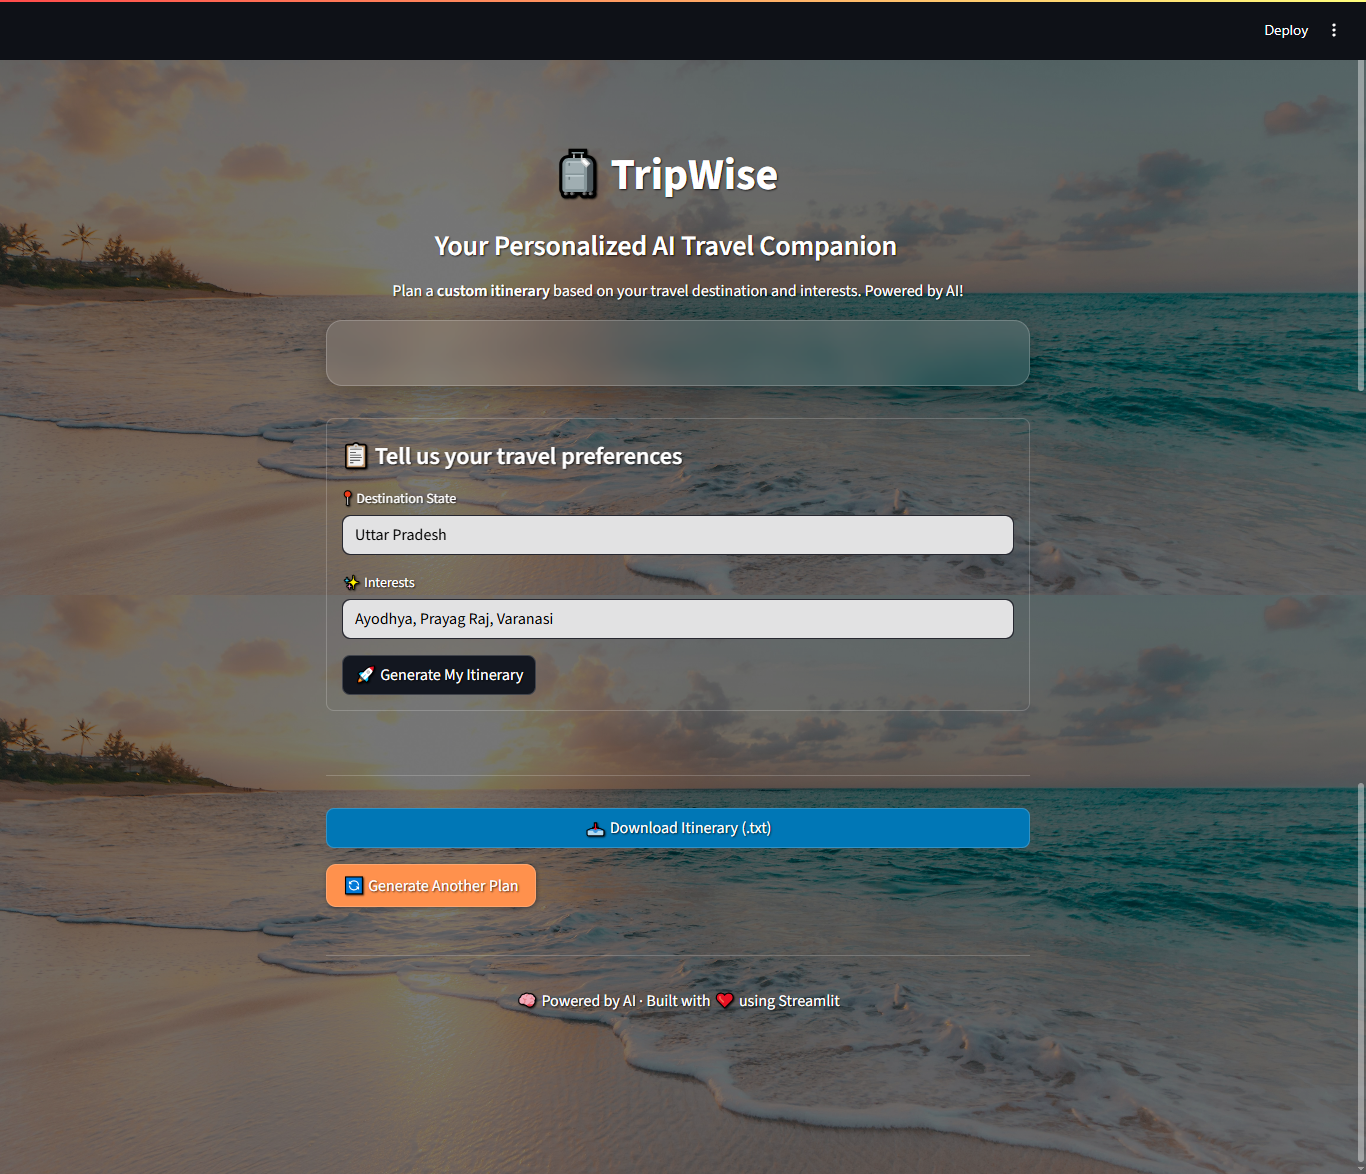 Deploy
TripWise
Your Personalized AI Travel Companion
Plan a custom itinerary based on your travel destination and interests. Powered by AI!
Tell us your travel preferences
Destination State
Uttar Pradesh
Interests
Ayodhya, Prayag Raj, Varanasi
Generate My Itinerary
Download Itinerary (.txt)
Generate Another Plan
Powered by AI · Built with ❤️ using Streamlit